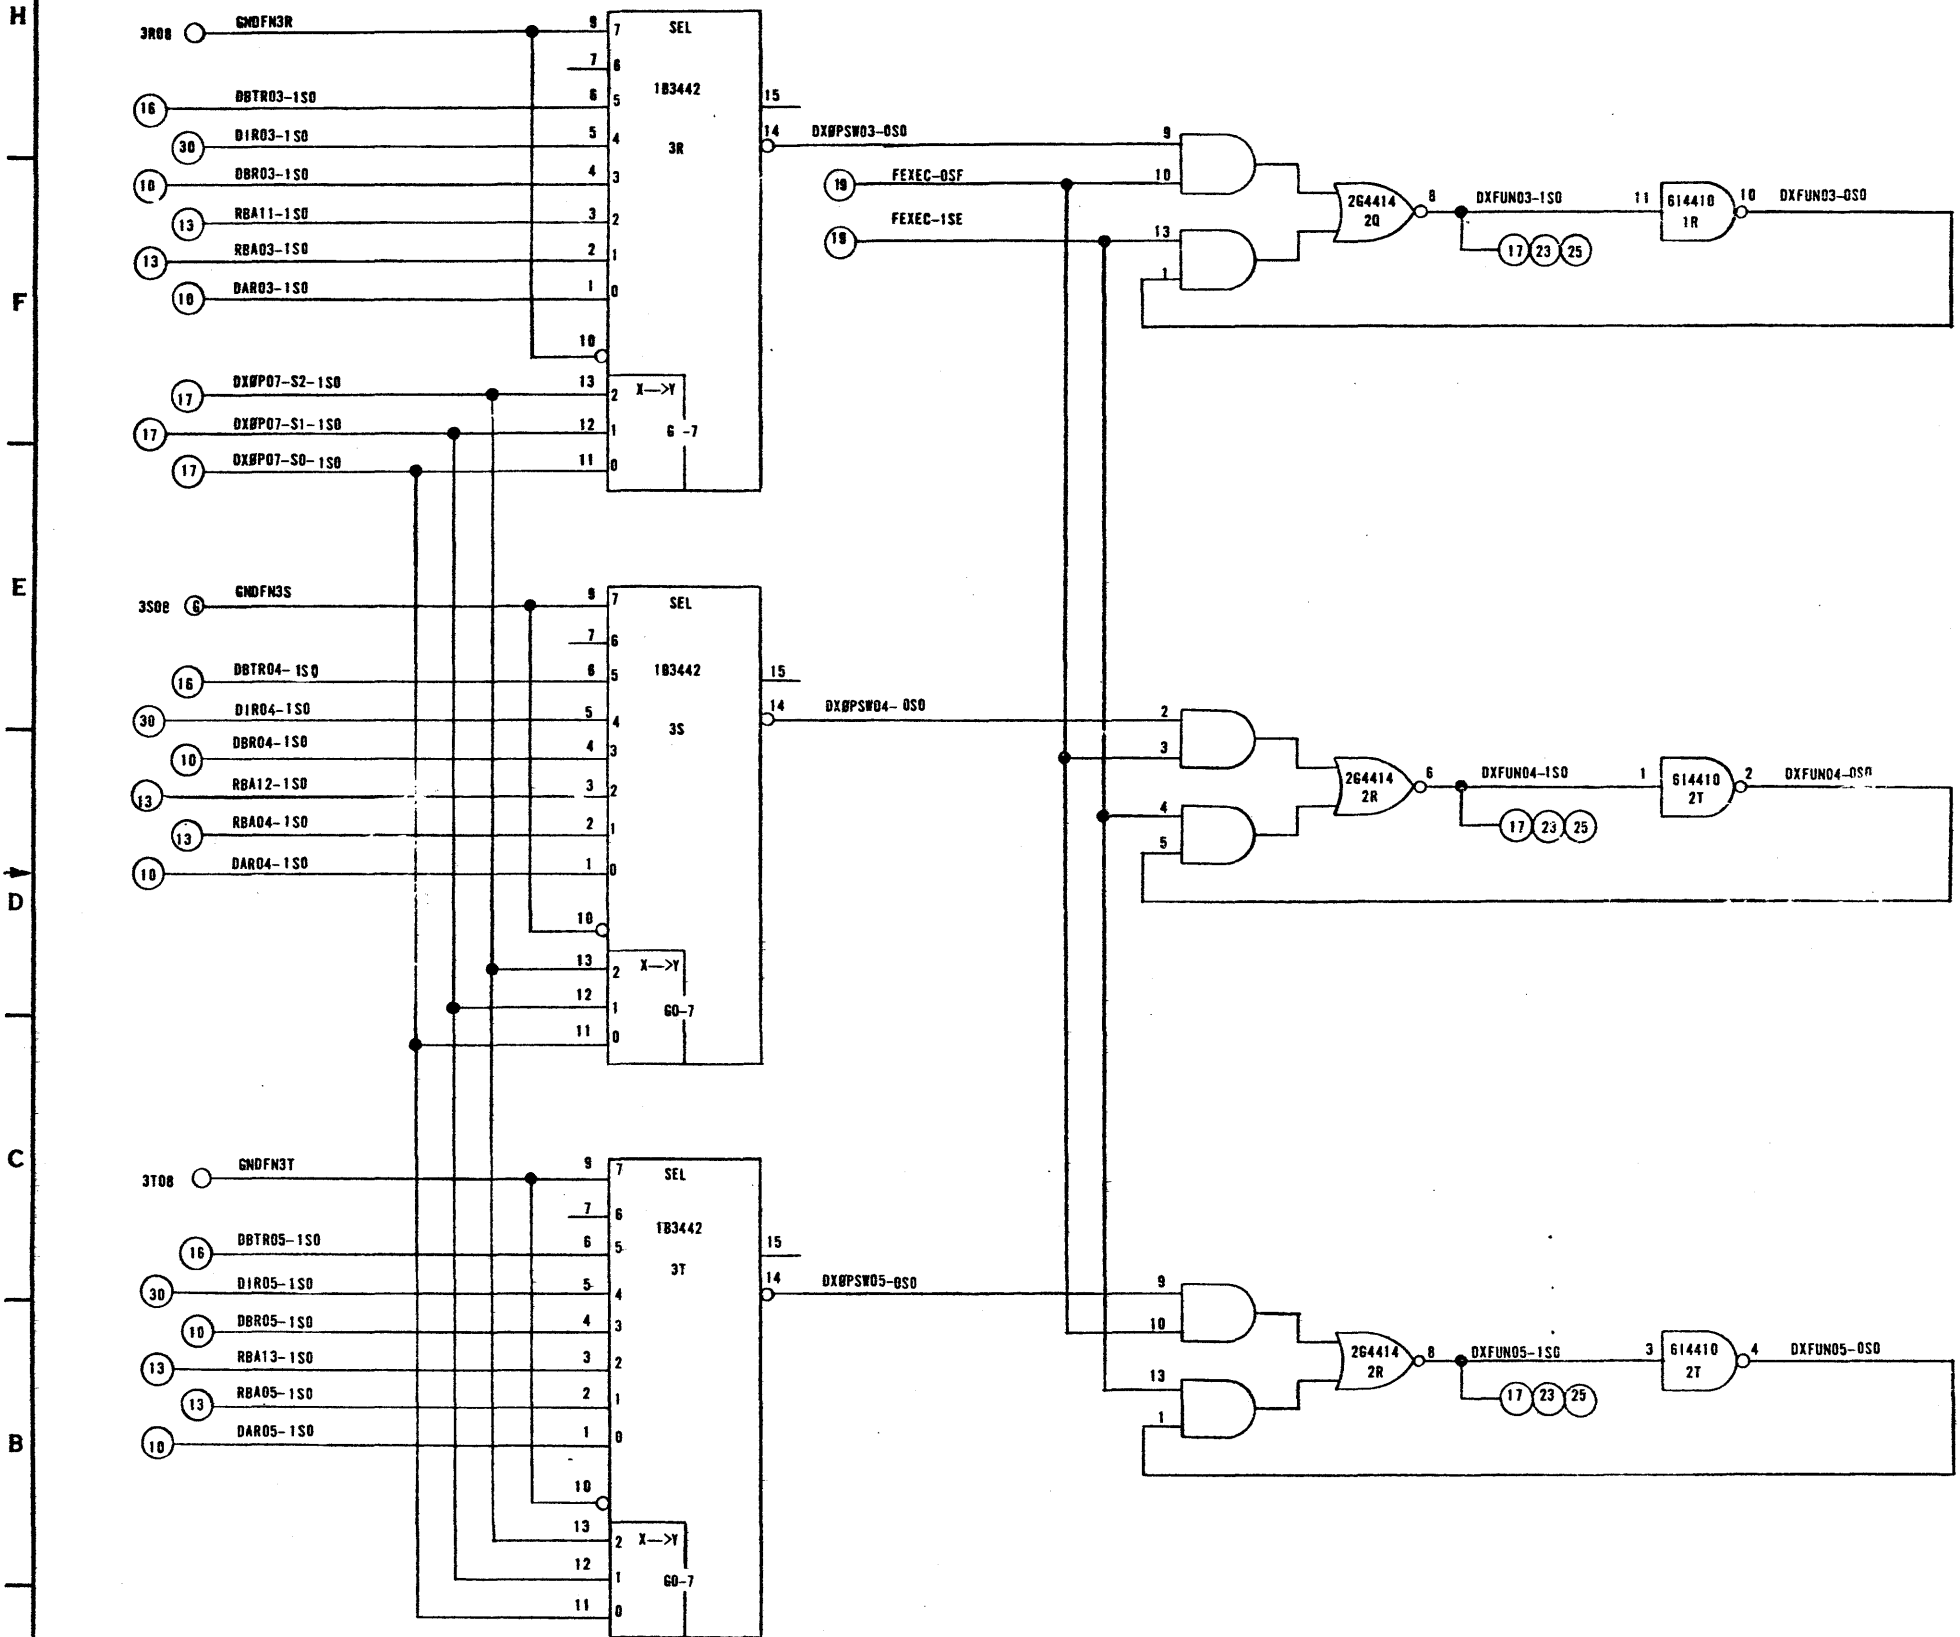 H
3R08 GNDFN3R 9 7 SEL
7 6
1B3442
16 DBTR03-1S0 6 5 15
30 DIR03-1S0 5 4 3R 14 DXØPSW03-0S0 9
10 DBR03-1S0 4 3 19 FEXEC-0SF 10
2G4414 8 DXFUN03-1S0 11 614410 10 DXFUN03-0S0
2Q 1R
13 RBA11-1S0 3 2 FEXEC-1SE
19 13
17 23 25
13 RBA03-1S0 2 1
1
F
10 DAR03-1S0 1 0
10
17 DXØP07-S2-1S0 13 2 X-->Y
17 DXØP07-S1-1S0 12 1 G -7
17 DXØP07-S0-1S0 11 0
E
3S08 G GNDFN3S 9 7 SEL
7 6
1B3442
16 DBTR04-1S0 6 5 15
30 DIR04-1S0 5 4 3S 14 DXØPSW04-0S0 2
10 DBR04-1S0 4 3 3
2G4414 6 DXFUN04-1S0 1 614410 2 DXFUN04-0S0
2R 2T
13 RBA12-1S0 3 2 4
17 23 25
13 RBA04-1S0 2 1 5
10 DAR04-1S0 1 0
D
10
13 2 X-->Y
12 1 G0-7
11 0
C
3T08 GNDFN3T 9 7 SEL
7 6
1B3442
16 DBTR05-1S0 6 5 15
3T
30 DIR05-1S0 5 4 14 DXØPSW05-0S0 9
10 DBR05-1S0 4 3 10
2G4414 8 DXFUN05-1S0 3 614410 4 DXFUN05-0S0
2R 2T
13 RBA13-1S0 3 2 13
17 23 25
13 RBA05-1S0 2 1 1
B
10 DAR05-1S0 1 0
10
13 2 X-->Y
12 1 G0-7
11 0